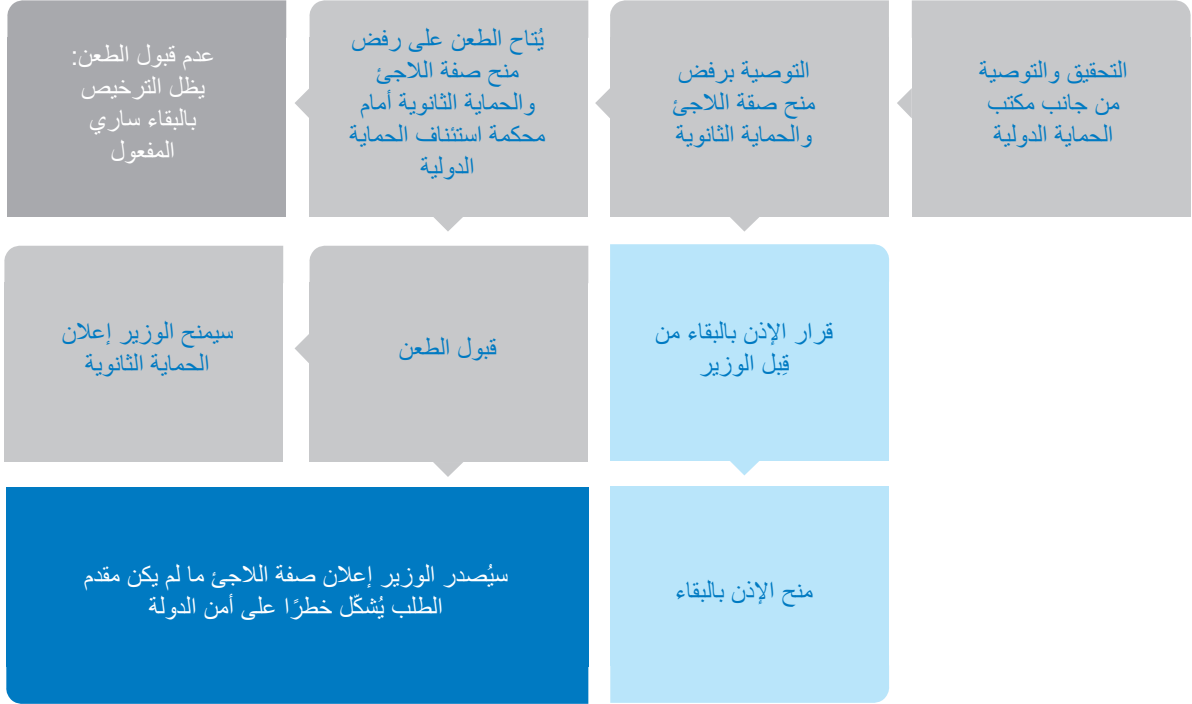 التحقيق والتوصية
من جانب مكتب
الحماية الدولية
التوصية برفض
منح صقة اللاجئ
والحماية الثانوية
يُتاح الطعن على رفض
منح صفة اللاجئ
والحماية الثانوية أمام
محكمة استئناف الحماية
الدولية
عدم قبول الطعن:
يظل الترخيص
بالبقاء ساري
المفعول
قرار الإذن بالبقاء من
قِبل الوزير
قبول الطعن
سيمنح الوزير إعلان
الحماية الثانوية
منح الإذن بالبقاء
سيُصدر الوزير إعلان صفة اللاجئ ما لم يكن مقدم
الطلب يُشكّل خطرًا على أمن الدولة